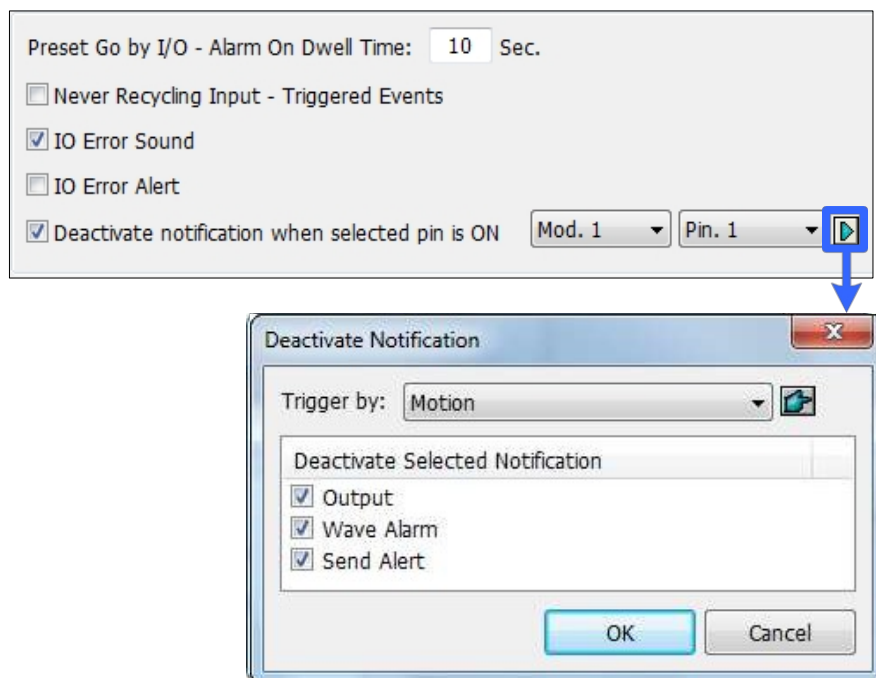 Preset Go by I/O - Alarm On Dwell Time: 10 Sec.
Never Recycling Input - Triggered Events
IO Error Sound
IO Error Alert
Deactivate notification when selected pin is ON Mod. 1 Pin. 1
Deactivate Notification
Trigger by: Motion
Deactivate Selected Notification
Output
Wave Alarm
Send Alert
OK Cancel